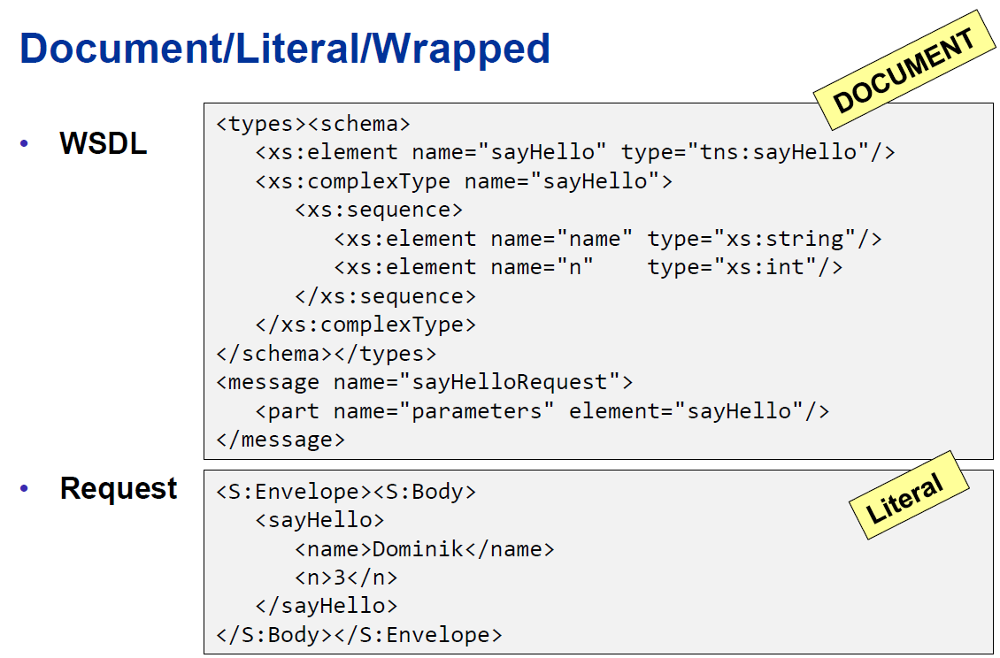 Document/Literal/Wrapped
DOCUMENT
• WSDL
<types><schema>
   <xs:element name="sayHello" type="tns:sayHello"/>
   <xs:complexType name="sayHello">
      <xs:sequence>
         <xs:element name="name" type="xs:string"/>
         <xs:element name="n"    type="xs:int"/>
      </xs:sequence>
   </xs:complexType>
</schema></types>
<message name="sayHelloRequest">
   <part name="parameters" element="sayHello"/>
</message>
• Request
Literal
<S:Envelope><S:Body>
   <sayHello>
      <name>Dominik</name>
      <n>3</n>
   </sayHello>
</S:Body></S:Envelope>